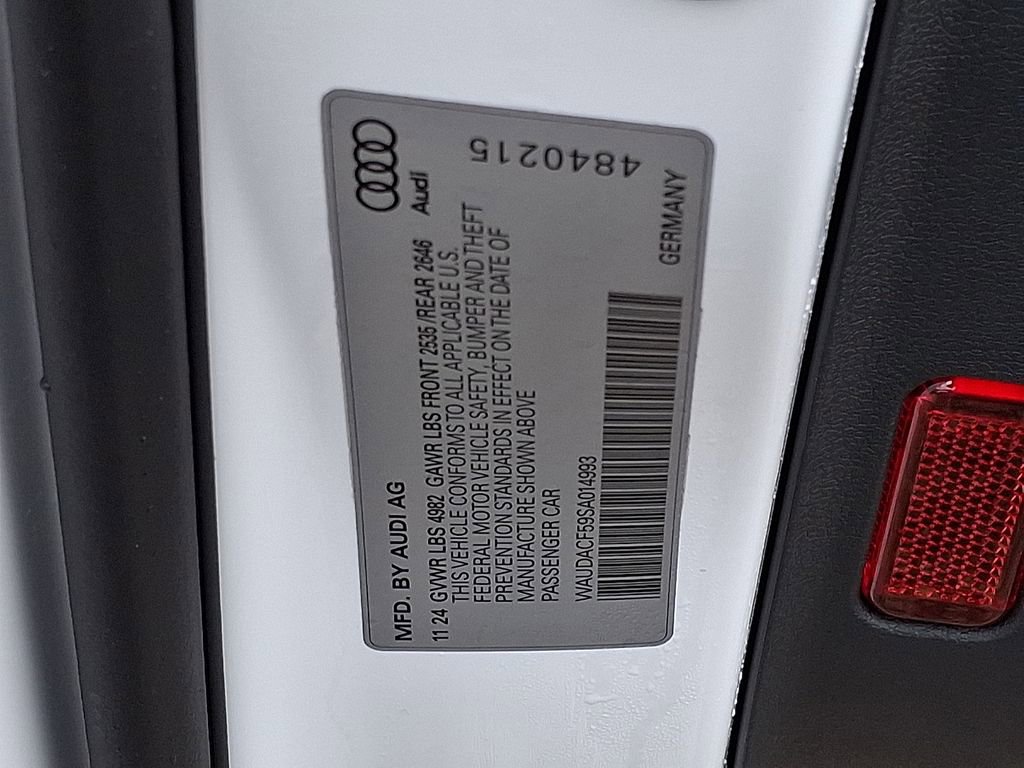 MFD. BY AUDI AG
Audi
11 24 GVWR LBS 4982 GAWR LBS FRONT 2535 /REAR 2646
THIS VEHICLE CONFORMS TO ALL APPLICABLE U.S.
FEDERAL MOTOR VEHICLE SAFETY, BUMPER AND THEFT
PREVENTION STANDARDS IN EFFECT ON THE DATE OF
MANUFACTURE SHOWN ABOVE
PASSENGER CAR
WAUDACF59SA014993
GERMANY
4840215